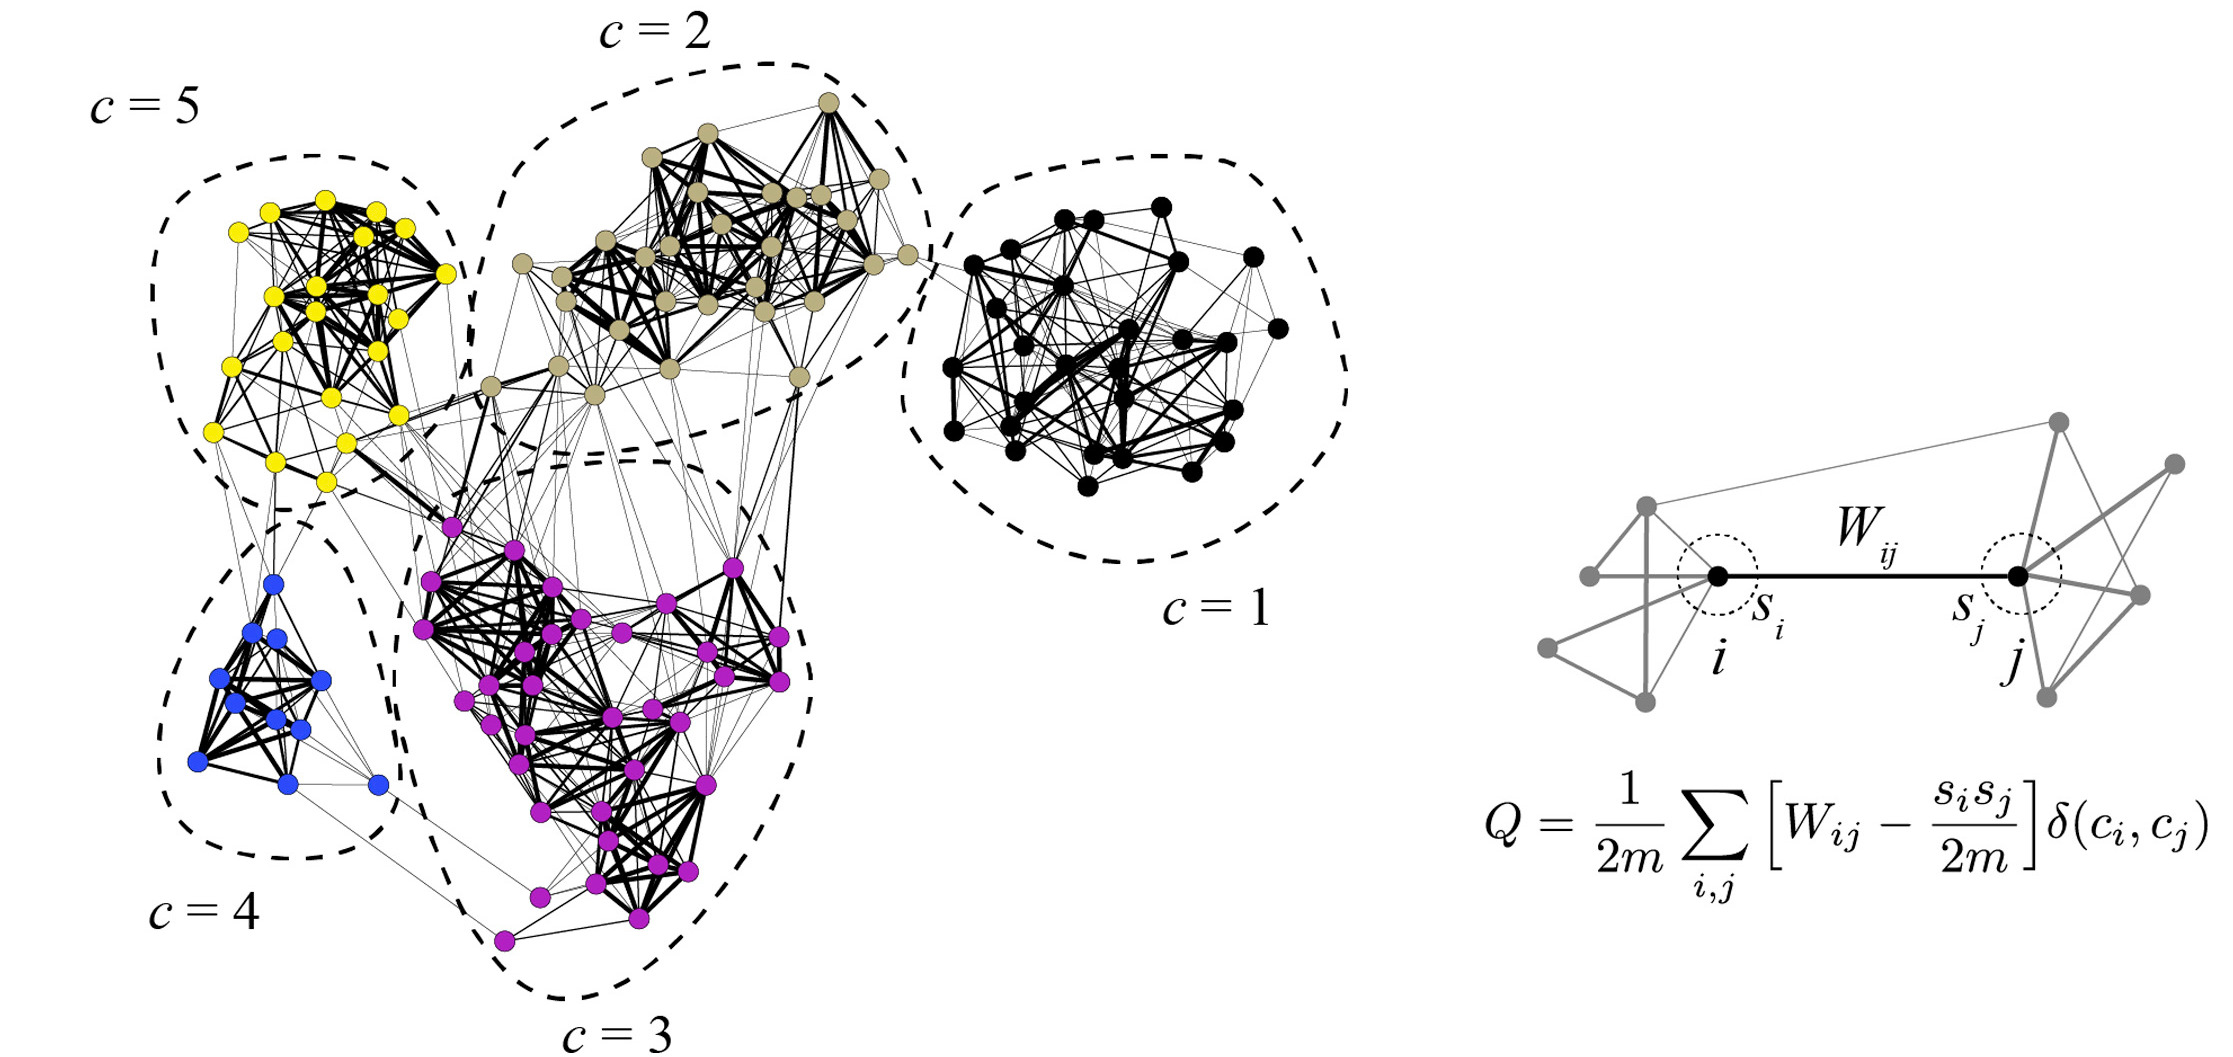 c = 2
c = 5
c = 1
c = 4
c = 3
W_{ij}
s_i
s_j
i
j
Q = \frac{1}{2m} \sum_{i,j} \left[ W_{ij} - \frac{s_i s_j}{2m} \right] \delta(c_i, c_j)